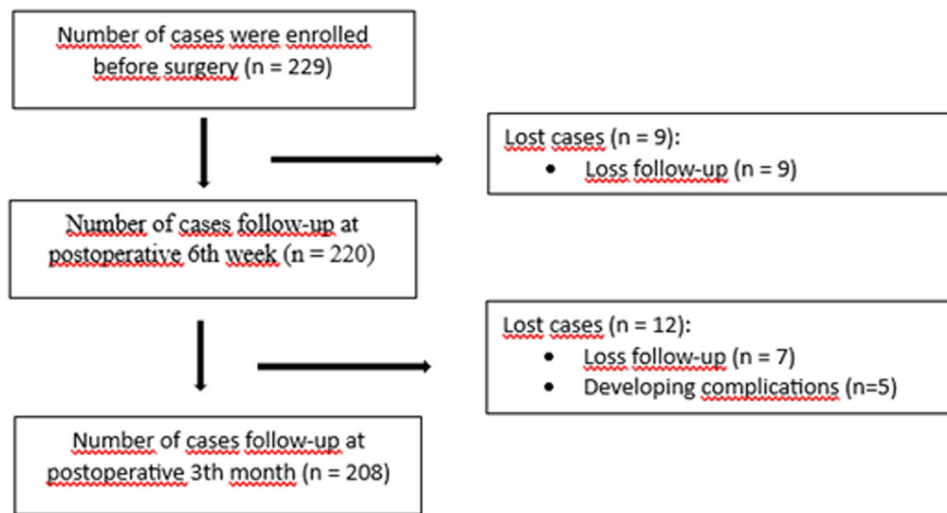 Number of cases were enrolled
before surgery (n = 229)
Lost cases (n = 9):
• Loss follow-up (n = 9)
Number of cases follow-up at
postoperative 6th week (n = 220)
Lost cases (n = 12):
• Loss follow-up (n = 7)
• Developing complications (n=5)
Number of cases follow-up at
postoperative 3th month (n = 208)